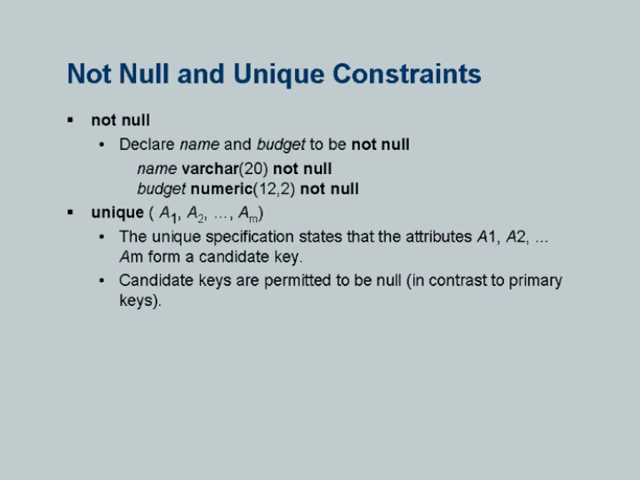 Not Null and Unique Constraints
▪ not null
• Declare name and budget to be not null
name varchar(20) not null
budget numeric(12,2) not null
▪ unique ( A1, A2, …, Am)
• The unique specification states that the attributes A1, A2, …
Am form a candidate key.
• Candidate keys are permitted to be null (in contrast to primary
keys).